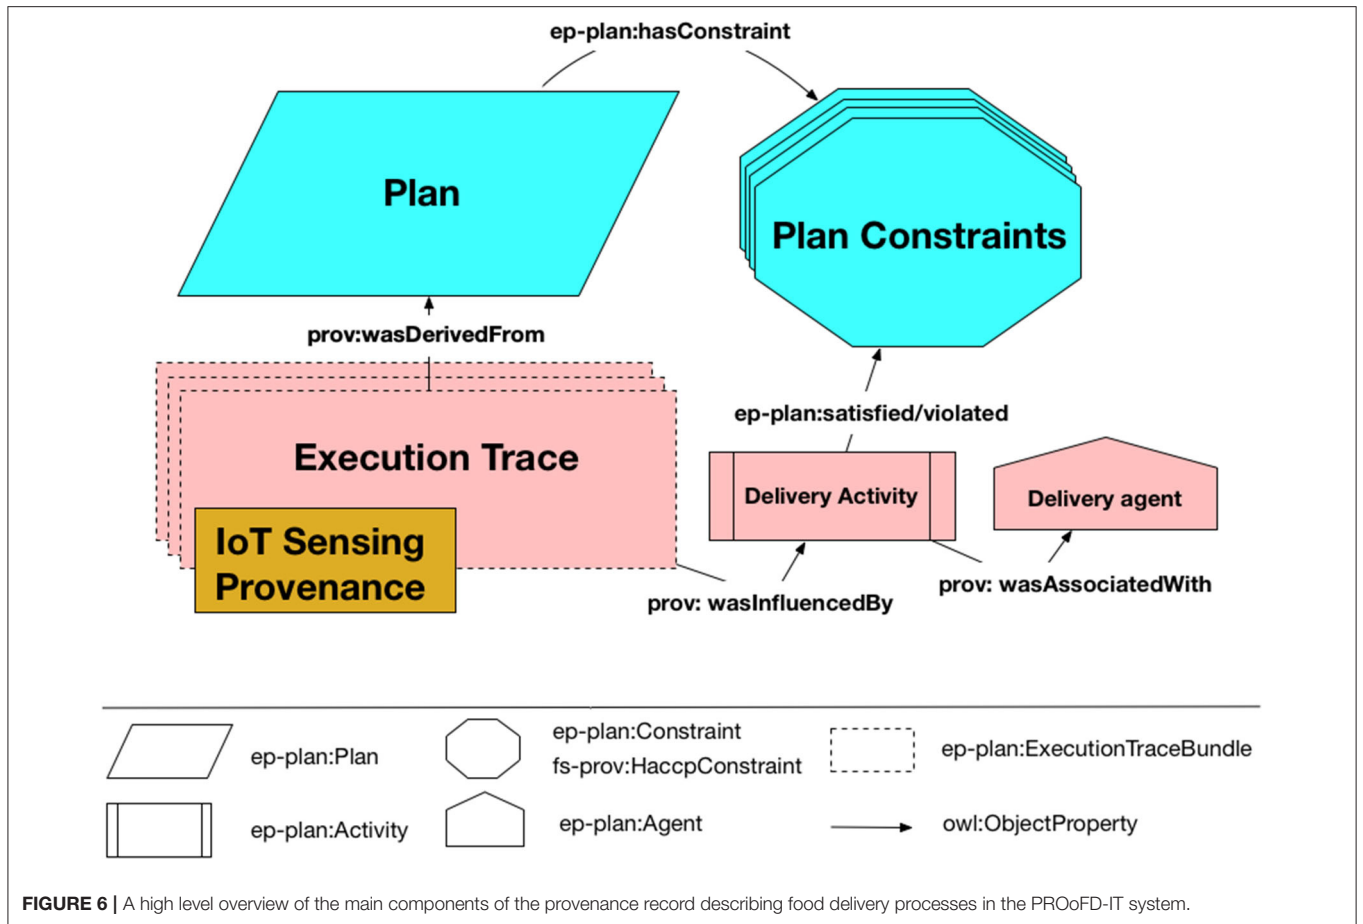 ep-plan:hasConstraint
Plan
Plan Constraints
prov:wasDerivedFrom
ep-plan:satisfied/violated
Execution Trace
Delivery Activity
Delivery agent
IoT Sensing
Provenance
prov: wasInfluencedBy
prov: wasAssociatedWith
ep-plan:Plan
ep-plan:Constraint
fs-prov:HaccpConstraint
ep-plan:ExecutionTraceBundle
ep-plan:Activity
ep-plan:Agent
owl:ObjectProperty
FIGURE 6 | A high level overview of the main components of the provenance record describing food delivery processes in the PROoFD-IT system.